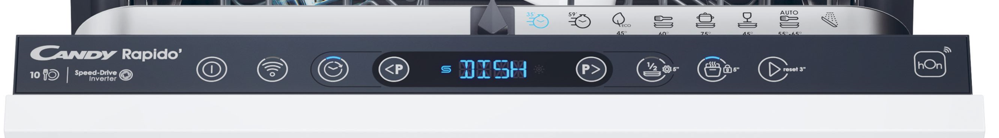 35' 59' ECO AUTO
45° 60° 75° 45° 55°-65°
CANDY Rapido'
10 Speed-Drive
Inverter
<P
DISH
P>
1/2 5"
5"
reset 3"
hOn